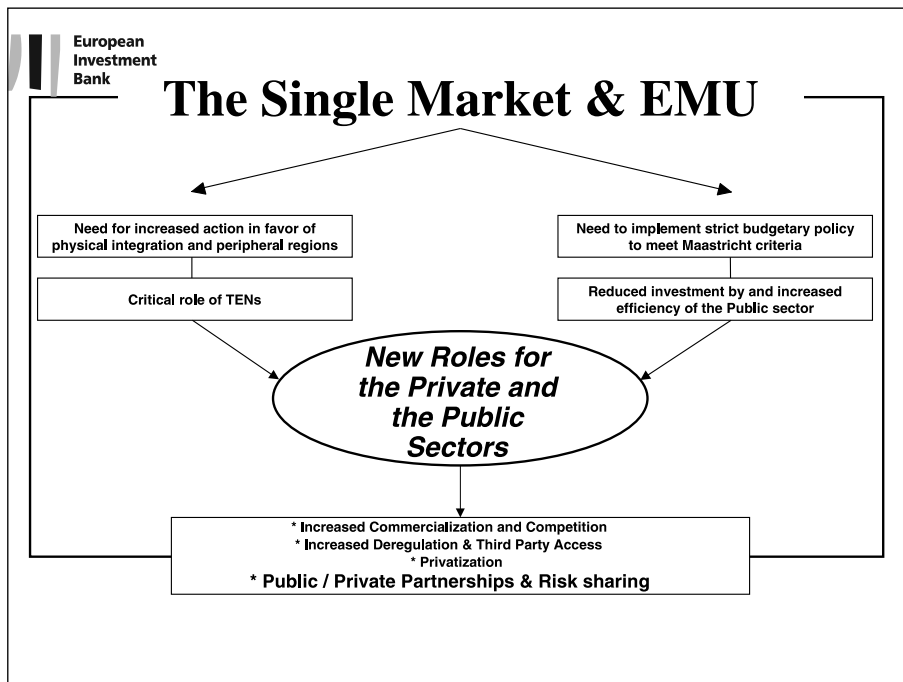 European
Investment
Bank
The Single Market & EMU
Need for increased action in favor of
physical integration and peripheral regions
Need to implement strict budgetary policy
to meet Maastricht criteria
Critical role of TENs
Reduced investment by and increased
efficiency of the Public sector
New Roles for
the Private and
the Public
Sectors
* Increased Commercialization and Competition
* Increased Deregulation & Third Party Access
* Privatization
* Public / Private Partnerships & Risk sharing